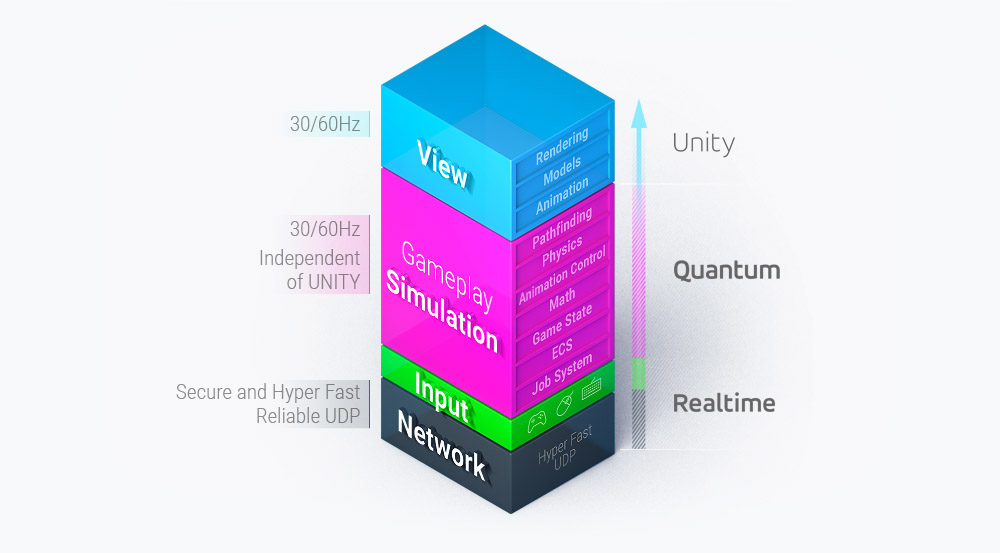 30/60Hz
View
Rendering
Models
Animation
Unity
30/60Hz
Independent
of UNITY
Gameplay
Simulation
Pathfinding
Physics
Animation Control
Math
Game State
ECS
Job System
Quantum
Secure and Hyper Fast
Reliable UDP
Input
Network
Hyper Fast
UDP
Realtime